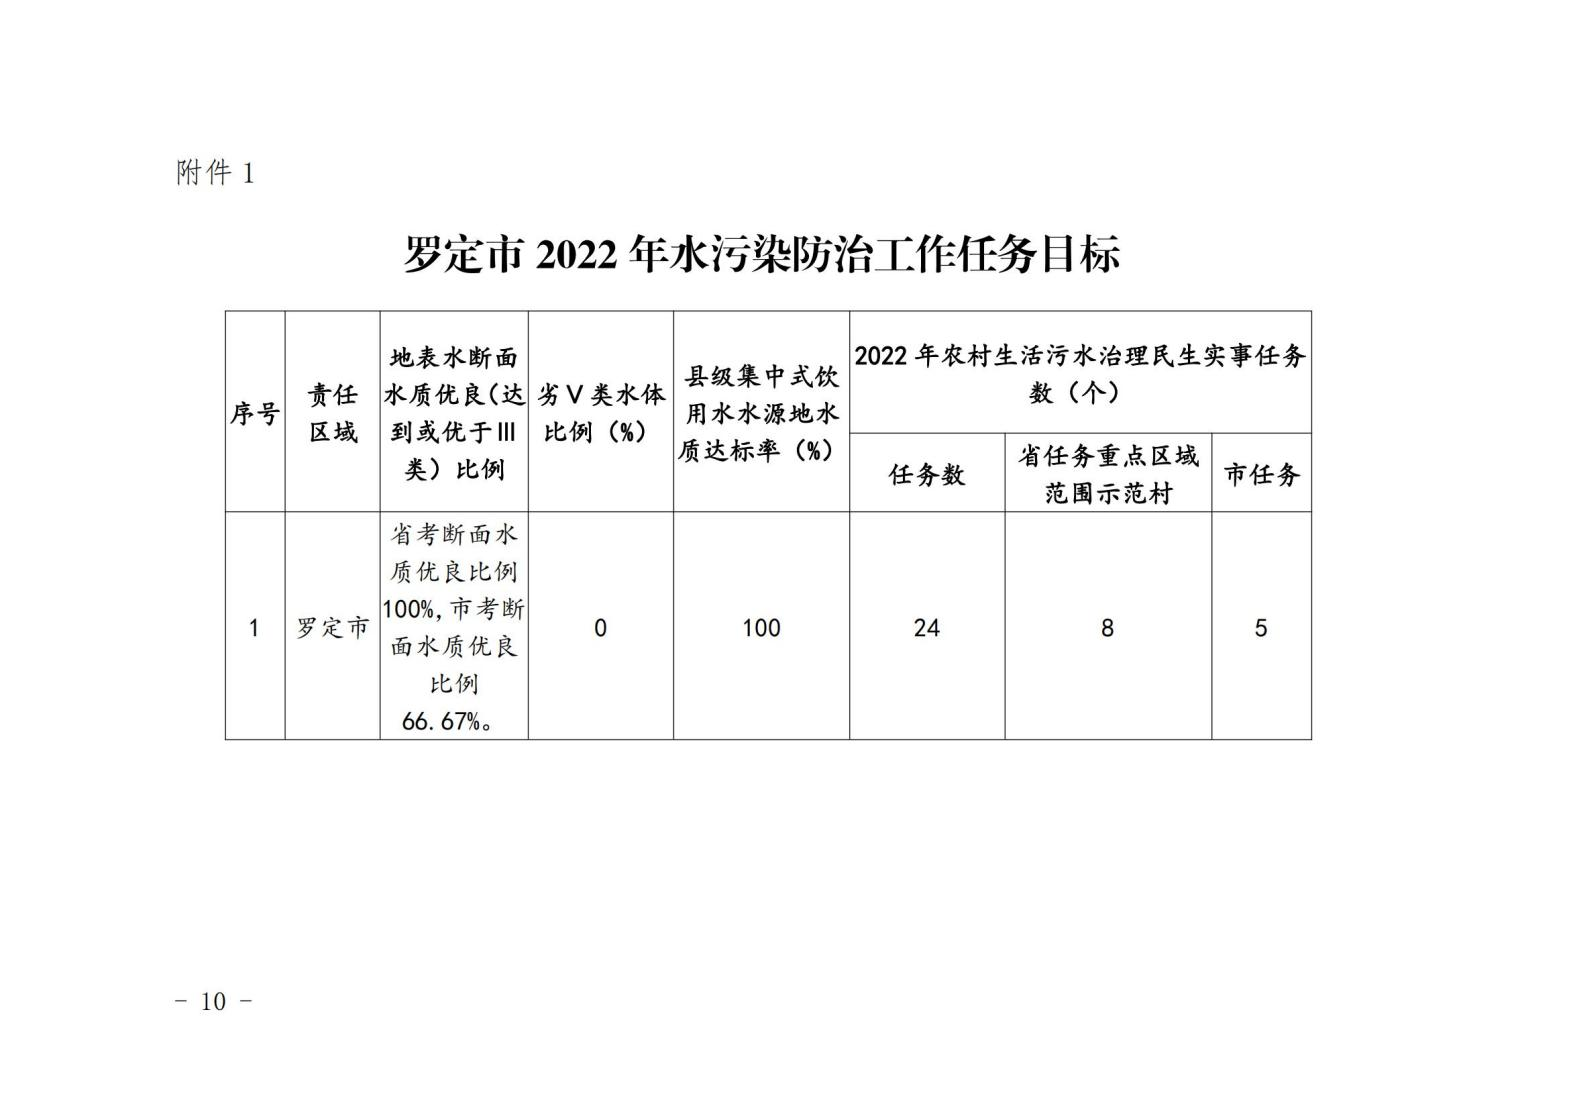 附件 1
罗定市 2022 年水污染防治工作任务目标
序号
责任
区域
地表水断面
水质优良（达
到或优于Ⅲ
类）比例
劣Ⅴ类水体
比例（%）
县级集中式饮
用水水源地水
质达标率（%）
2022 年农村生活污水治理民生实事任务
数（个）
任务数
省任务重点区域
范围示范村
市任务
1
罗定市
省考断面水
质优良比例
100%,市考断
面水质优良
比例
66.67%。
0
100
24
8
5
- 10 -